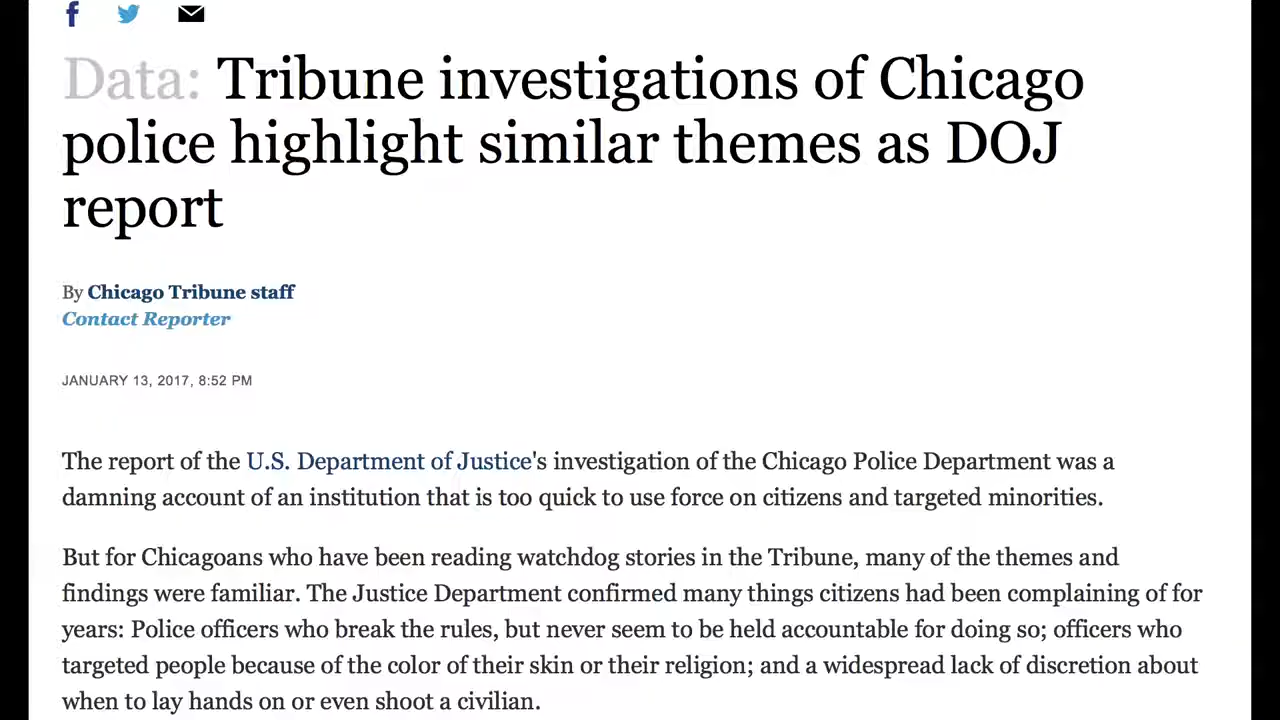 Data: Tribune investigations of Chicago
police highlight similar themes as DOJ
report
By Chicago Tribune staff
Contact Reporter
JANUARY 13, 2017, 8:52 PM
The report of the U.S. Department of Justice's investigation of the Chicago Police Department was a
damning account of an institution that is too quick to use force on citizens and targeted minorities.
But for Chicagoans who have been reading watchdog stories in the Tribune, many of the themes and
findings were familiar. The Justice Department confirmed many things citizens had been complaining of for
years: Police officers who break the rules, but never seem to be held accountable for doing so; officers who
targeted people because of the color of their skin or their religion; and a widespread lack of discretion about
when to lay hands on or even shoot a civilian.